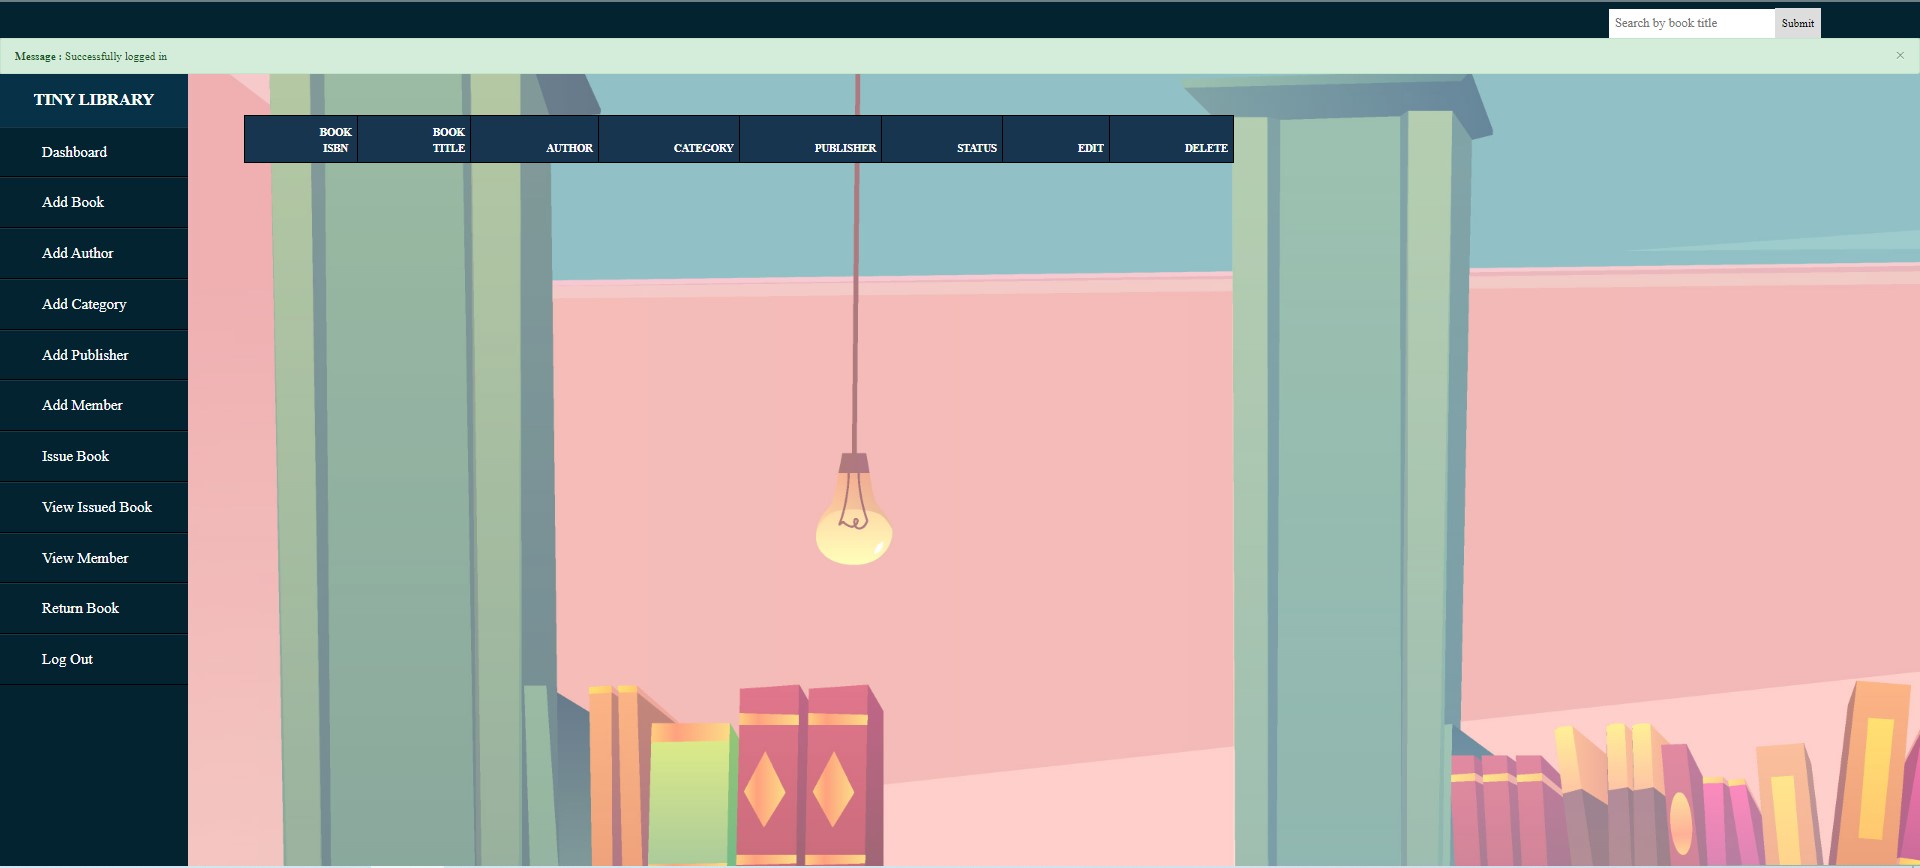 Search by book title
Submit
Message : Successfully logged in
×
TINY LIBRARY
BOOK ISBN
BOOK TITLE
AUTHOR
CATEGORY
PUBLISHER
STATUS
EDIT
DELETE
Dashboard
Add Book
Add Author
Add Category
Add Publisher
Add Member
Issue Book
View Issued Book
View Member
Return Book
Log Out